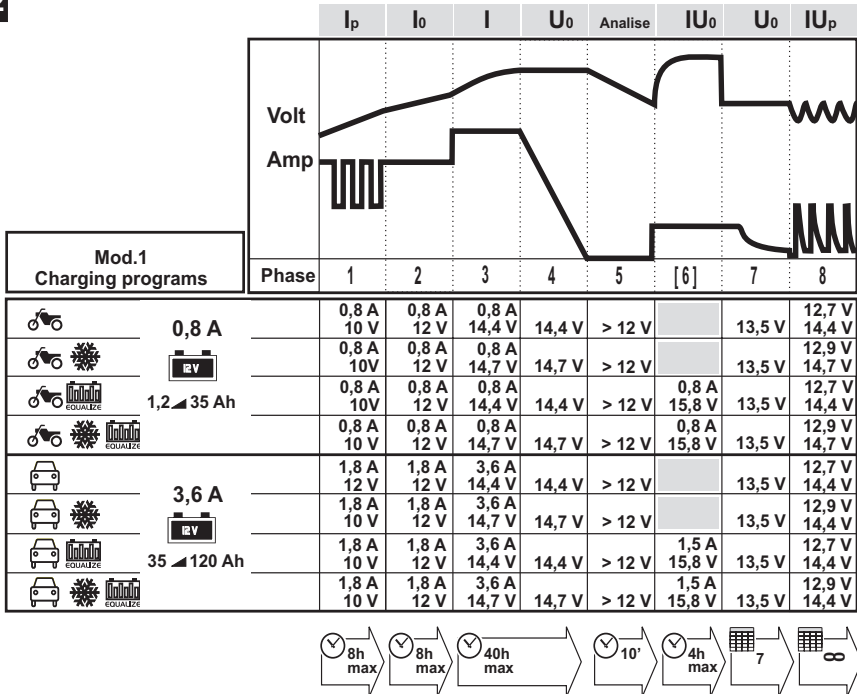 Ip I0 I U0 Analise IU0 U0 IUp
Volt
Amp
Mod.1
Charging programs
Phase 1 2 3 4 5 [6] 7 8
0,8 A 0,8 A 0,8 A 12,7 V
10 V 12 V 14,4 V 14,4 V > 12 V 13,5 V 14,4 V
0,8 A
12V
1,2 35 Ah
0,8 A 0,8 A 0,8 A 12,9 V
10V 12 V 14,7 V 14,7 V > 12 V 13,5 V 14,7 V
EQUALIZE
0,8 A 0,8 A 0,8 A 0,8 A 12,7 V
10V 12 V 14,4 V 14,4 V > 12 V 15,8 V 13,5 V 14,4 V
EQUALIZE
0,8 A 0,8 A 0,8 A 0,8 A 12,9 V
10 V 12 V 14,7 V 14,7 V > 12 V 15,8 V 13,5 V 14,7 V
1,8 A 1,8 A 3,6 A 12,7 V
12 V 12 V 14,4 V 14,4 V > 12 V 13,5 V 14,4 V
3,6 A
12V
35 120 Ah
1,8 A 1,8 A 3,6 A 12,9 V
10 V 12 V 14,7 V 14,7 V > 12 V 13,5 V 14,4 V
EQUALIZE
1,8 A 1,8 A 3,6 A 1,5 A 12,7 V
10 V 12 V 14,4 V 14,4 V > 12 V 15,8 V 13,5 V 14,4 V
EQUALIZE
1,8 A 1,8 A 3,6 A 1,5 A 12,9 V
10 V 12 V 14,7 V 14,7 V > 12 V 15,8 V 13,5 V 14,4 V
8h 8h 40h 10' 4h 7 ∞
max max max max